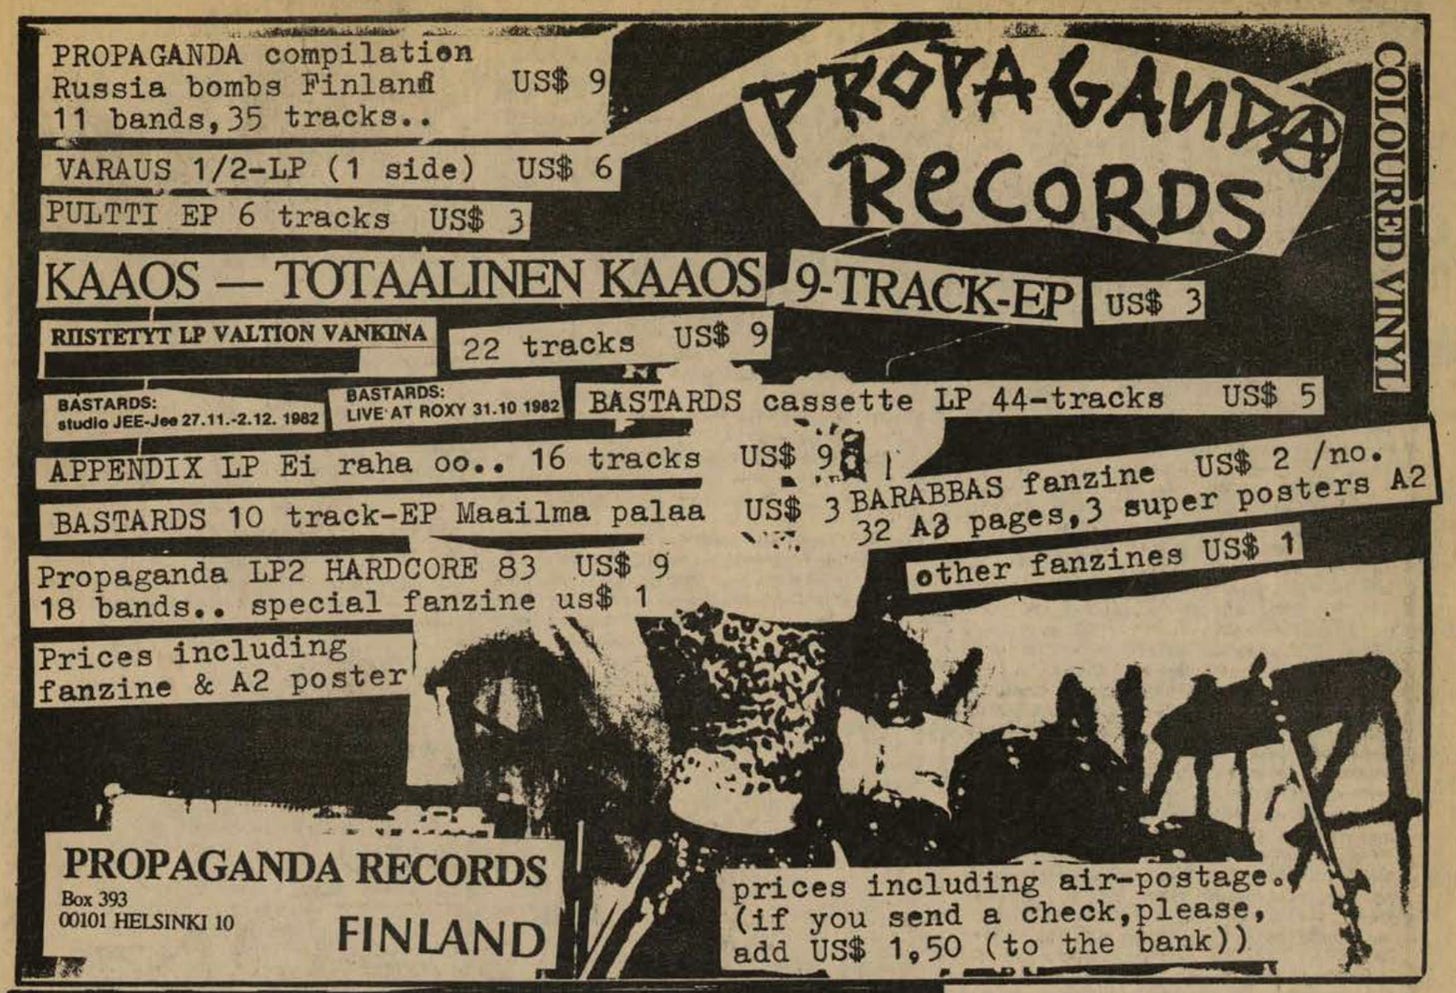 PROPAGANDA compilation
Russia bombs Finland US$ 9
11 bands,35 tracks..
VARAUS 1/2-LP (1 side) US$ 6
PULTTI EP 6 tracks US$ 3
PROPAGANDA
RECORDS
COLOURED VINYL
KAAOS — TOTAALINEN KAAOS 9-TRACK-EP US$ 3
RIISTETYT LP VALTION VANKINA 22 tracks US$ 9
BASTARDS:
studio JEE-Jee 27.11.-2.12. 1982
BASTARDS:
LIVE AT ROXY 31.10 1982
BASTARDS cassette LP 44-tracks US$ 5
APPENDIX LP Ei raha oo.. 16 tracks US$ 9
BASTARDS 10 track-EP Maailma palaa US$ 3
BARABBAS fanzine US$ 2 /no.
32 A3 pages,3 super posters A2
other fanzines US$ 1
Propaganda LP2 HARDCORE 83 US$ 9
18 bands.. special fanzine us$ 1
Prices including
fanzine & A2 poster
PROPAGANDA RECORDS
Box 393
00101 HELSINKI 10
FINLAND
prices including air-postage.
(if you send a check,please,
add US$ 1,50 (to the bank))